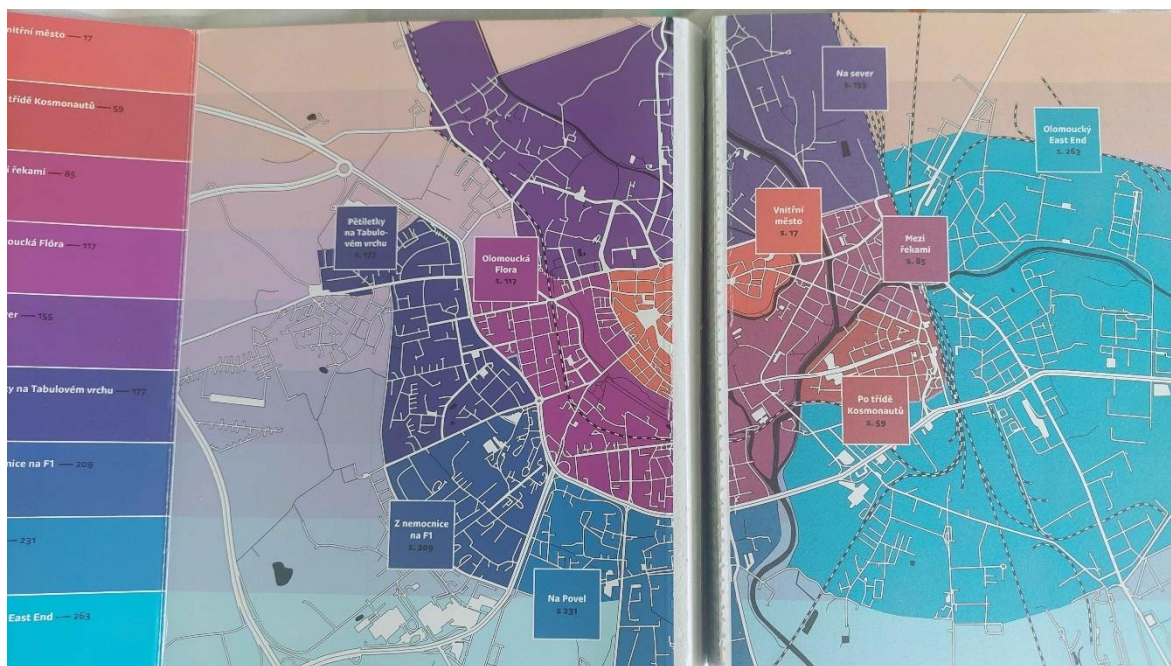 nitřní město — 17
třídě Kosmonautů — 59
i řekami — 85
oucká Flóra — 117
ver — 155
ky na Tabulovém vrchu — 177
nice na F1 — 209
— 231
East End — 263
Pětiletky
na Tabulo-
vém vrchu
s. 177
Olomoucká
Flora
s. 117
Z nemocnice
na F1
s. 209
Na Povel
s 231
Na sever
s. 155
Vnitřní
město
s. 17
Mezi
řekami
s. 85
Po třídě
Kosmonautů
s. 59
Olomoucký
East End
s. 263